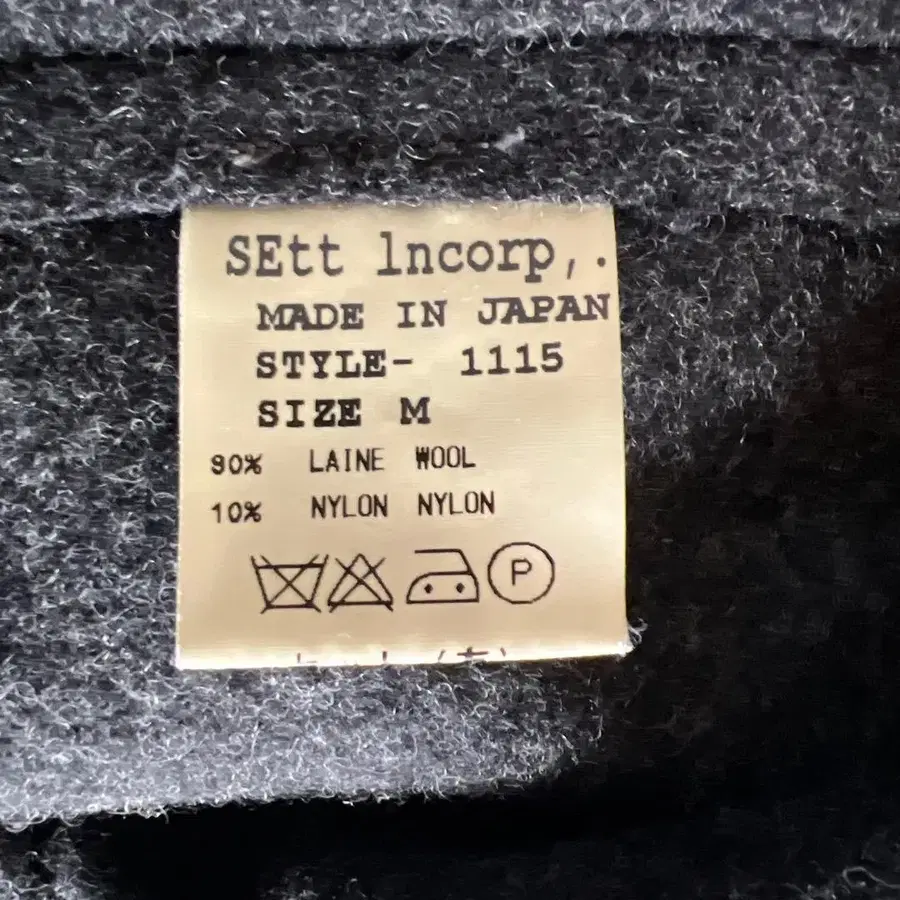 SEtt lncorp,.
MADE IN JAPAN
STYLE- 1115
SIZE M
90% LAINE WOOL
10% NYLON NYLON
P